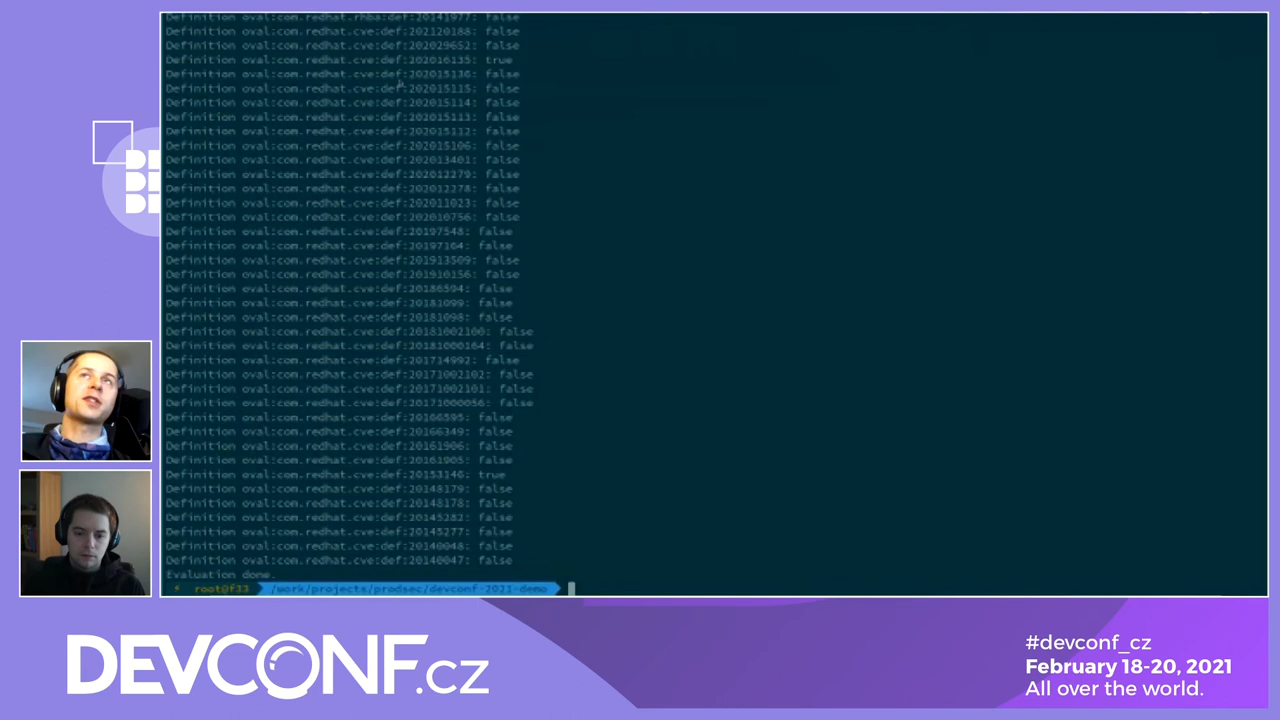 Definition oval:com.redhat.rhba:def:20141977: false
Definition oval:com.redhat.cve:def:202120188: false
Definition oval:com.redhat.cve:def:202029652: false
Definition oval:com.redhat.cve:def:202016135: true
Definition oval:com.redhat.cve:def:202015136: false
Definition oval:com.redhat.cve:def:202015115: false
Definition oval:com.redhat.cve:def:202015114: false
Definition oval:com.redhat.cve:def:202015113: false
Definition oval:com.redhat.cve:def:202015112: false
Definition oval:com.redhat.cve:def:202015106: false
Definition oval:com.redhat.cve:def:202013401: false
Definition oval:com.redhat.cve:def:202012279: false
Definition oval:com.redhat.cve:def:202012278: false
Definition oval:com.redhat.cve:def:202011023: false
Definition oval:com.redhat.cve:def:202010756: false
Definition oval:com.redhat.cve:def:20197548: false
Definition oval:com.redhat.cve:def:20197164: false
Definition oval:com.redhat.cve:def:201913509: false
Definition oval:com.redhat.cve:def:201910156: false
Definition oval:com.redhat.cve:def:20186594: false
Definition oval:com.redhat.cve:def:20181099: false
Definition oval:com.redhat.cve:def:20181098: false
Definition oval:com.redhat.cve:def:20181002100: false
Definition oval:com.redhat.cve:def:20181000164: false
Definition oval:com.redhat.cve:def:201714992: false
Definition oval:com.redhat.cve:def:20171002102: false
Definition oval:com.redhat.cve:def:20171002101: false
Definition oval:com.redhat.cve:def:20171000056: false
Definition oval:com.redhat.cve:def:20166595: false
Definition oval:com.redhat.cve:def:20166349: false
Definition oval:com.redhat.cve:def:20161906: false
Definition oval:com.redhat.cve:def:20161905: false
Definition oval:com.redhat.cve:def:20153146: true
Definition oval:com.redhat.cve:def:20148179: false
Definition oval:com.redhat.cve:def:20148178: false
Definition oval:com.redhat.cve:def:20145282: false
Definition oval:com.redhat.cve:def:20145277: false
Definition oval:com.redhat.cve:def:20140048: false
Definition oval:com.redhat.cve:def:20140047: false
Evaluation done.
root@f33 /work/projects/prodsec/devconf-2021-demo
DEVCONF.cz
#devconf_cz
February 18-20, 2021
All over the world.